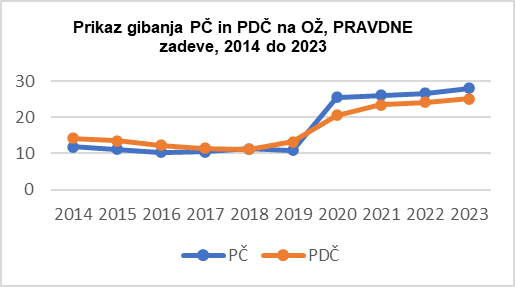 Prikaz gibanja PČ in PDČ na OŽ, PRAVDNE
zadeve, 2014 do 2023
30
20
10
0
2014 2015 2016 2017 2018 2019 2020 2021 2022 2023
PČ PDČ